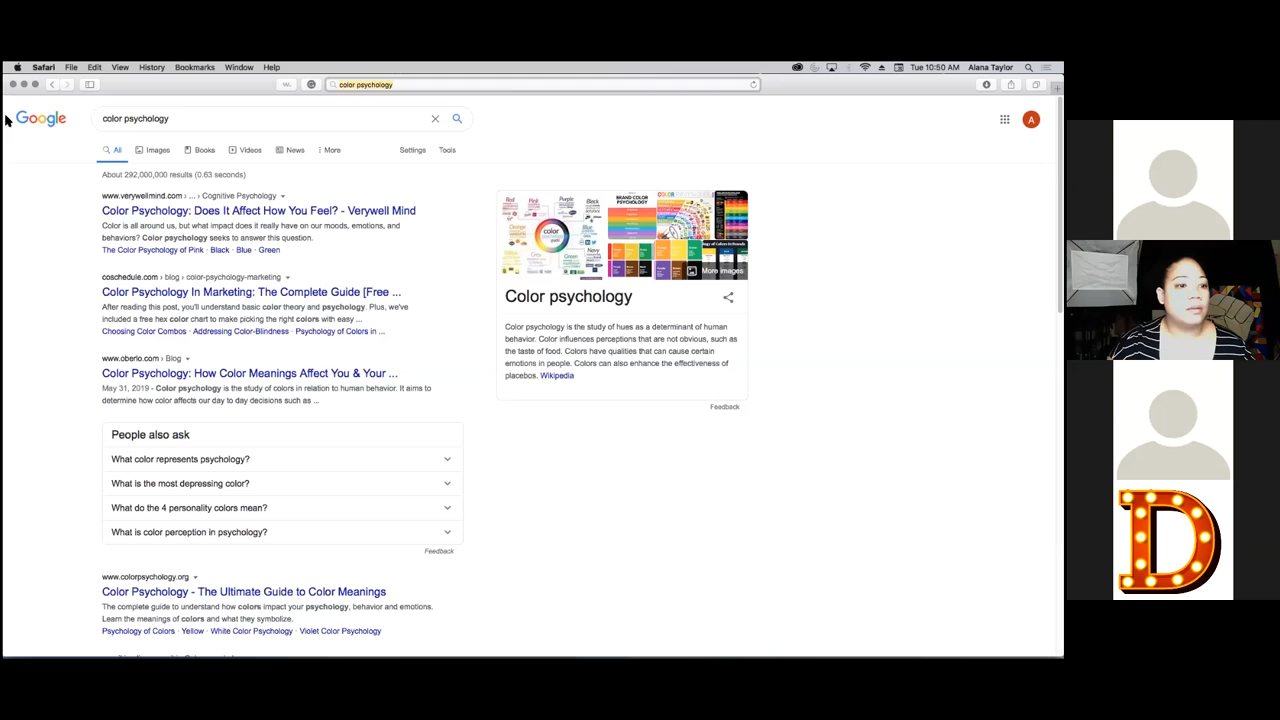 Safari File Edit View History Bookmarks Window Help Tue 10:50 AM Alana Taylor
color psychology
Google
color psychology
A
All Images Books Videos News More Settings Tools
About 292,000,000 results (0.63 seconds)
www.verywellmind.com › ... › Cognitive Psychology
Color Psychology: Does It Affect How You Feel? - Verywell Mind
Color is all around us, but what impact does it really have on our moods, emotions, and
behaviors? Color psychology seeks to answer this question.
The Color Psychology of Pink · Black · Blue · Green
coschedule.com › blog › color-psychology-marketing
Color Psychology In Marketing: The Complete Guide [Free ...
After reading this post, you'll understand basic color theory and psychology. Plus, we've
included a free hex color chart to make picking the right colors with easy ...
Choosing Color Combos · Addressing Color-Blindness · Psychology of Colors in ...
www.oberlo.com › Blog
Color Psychology: How Color Meanings Affect You & Your ...
May 31, 2019 - Color psychology is the study of colors in relation to human behavior. It aims to
determine how color affects our day to day decisions such as ...
People also ask
What color represents psychology?
What is the most depressing color?
What do the 4 personality colors mean?
What is color perception in psychology?
Feedback
www.colorpsychology.org
Color Psychology - The Ultimate Guide to Color Meanings
The complete guide to understand how colors impact your psychology, behavior and emotions.
Learn the meanings of colors and what they symbolize.
Psychology of Colors · Yellow · White Color Psychology · Violet Color Psychology
Red
Pink
Purple
Black
Orange
Blue
Green
Navy
color
psychology
BRAND COLOR
PSYCHOLOGY
More images
Color psychology
Color psychology is the study of hues as a determinant of human
behavior. Color influences perceptions that are not obvious, such as
the taste of food. Colors have qualities that can cause certain
emotions in people. Colors can also enhance the effectiveness of
placebos. Wikipedia
Feedback
D